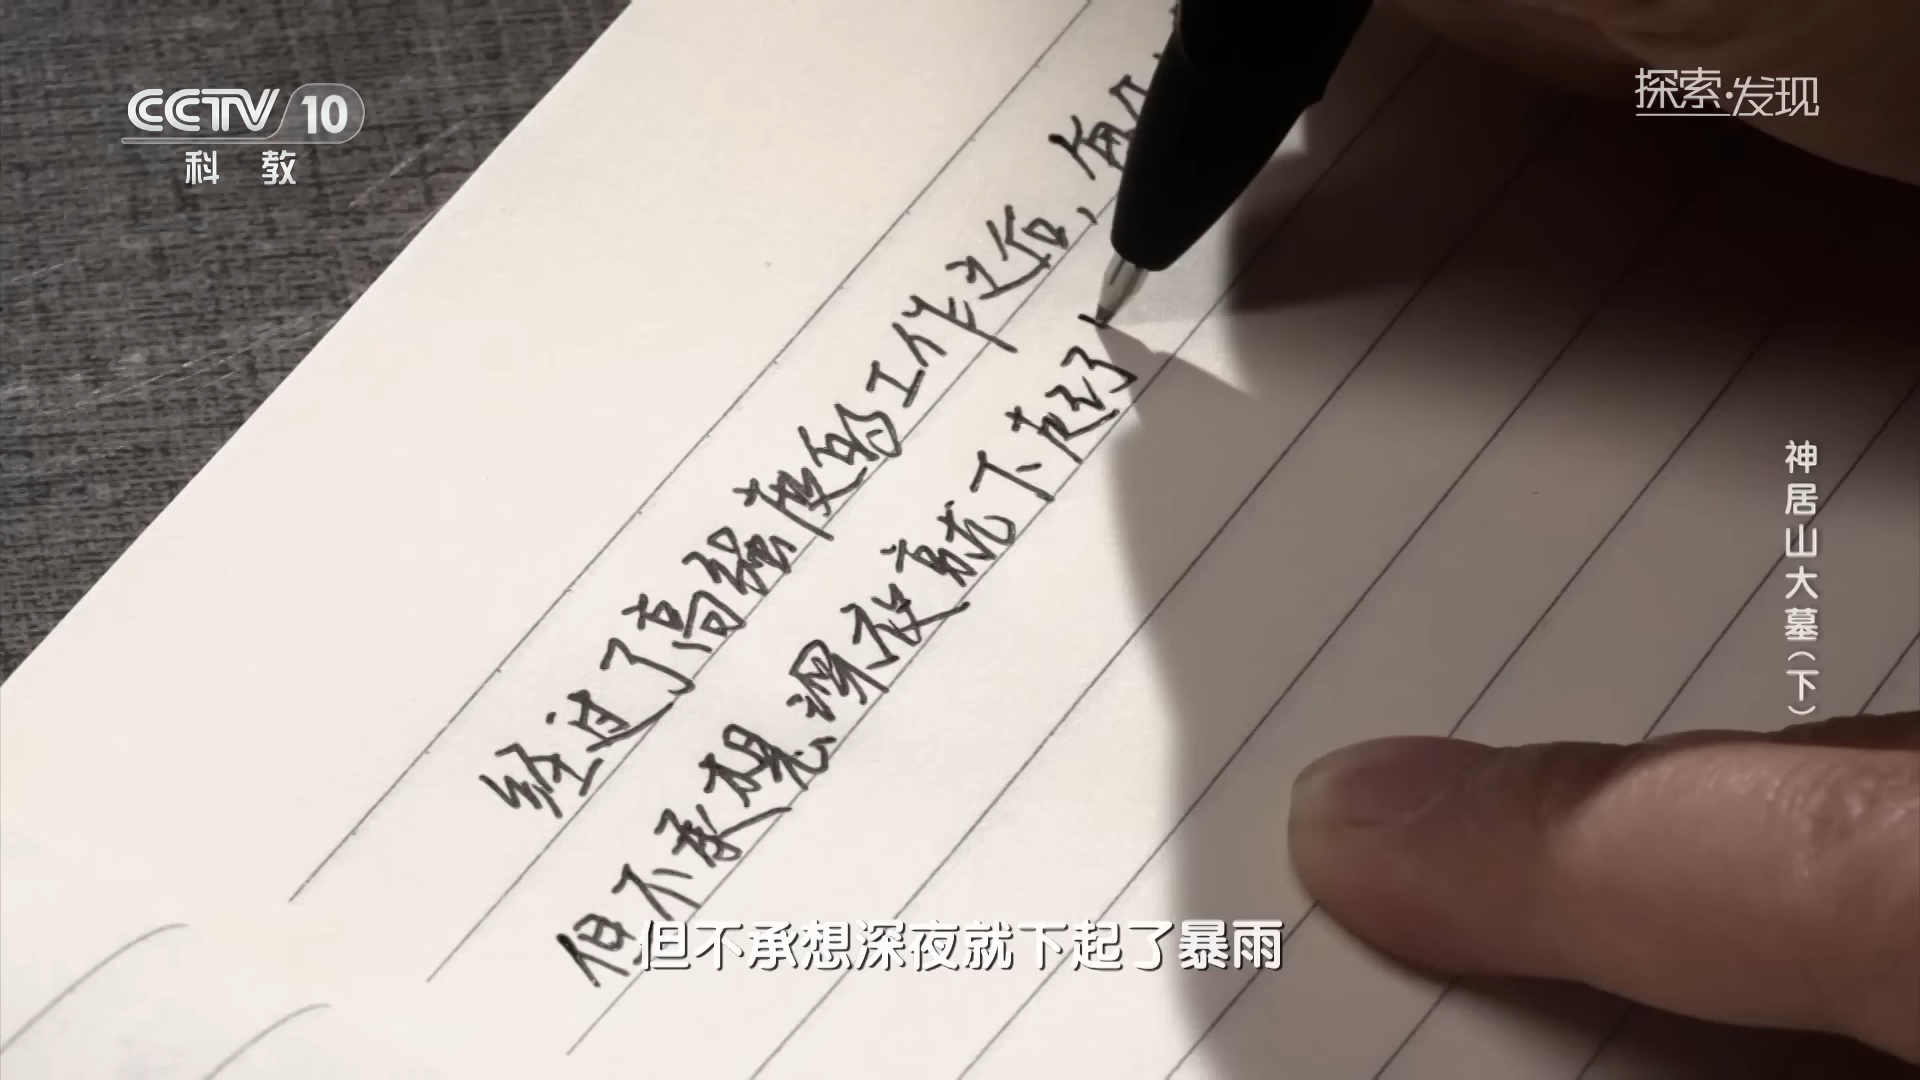 CCTV 10
科教
探索·发现
经过了高强度的工作之后，每个
但不承想深夜就下起了
神居山大墓（下）
但不承想深夜就下起了暴雨